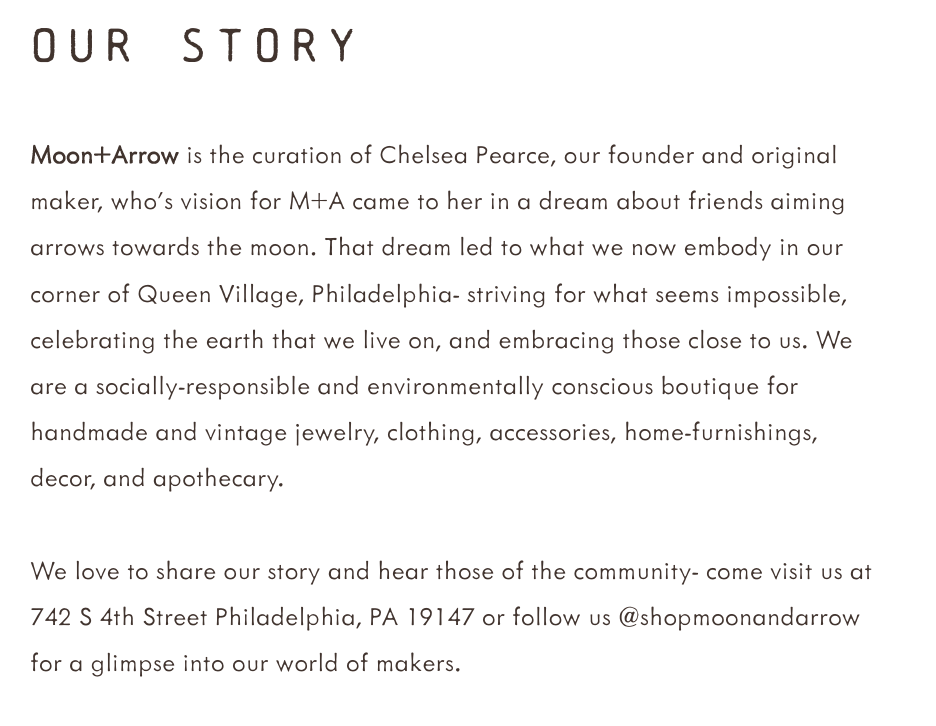 OUR STORY
Moon+Arrow is the curation of Chelsea Pearce, our founder and original
maker, who’s vision for M+A came to her in a dream about friends aiming
arrows towards the moon. That dream led to what we now embody in our
corner of Queen Village, Philadelphia- striving for what seems impossible,
celebrating the earth that we live on, and embracing those close to us. We
are a socially-responsible and environmentally conscious boutique for
handmade and vintage jewelry, clothing, accessories, home-furnishings,
decor, and apothecary.
We love to share our story and hear those of the community- come visit us at
742 S 4th Street Philadelphia, PA 19147 or follow us @shopmoonandarrow
for a glimpse into our world of makers.